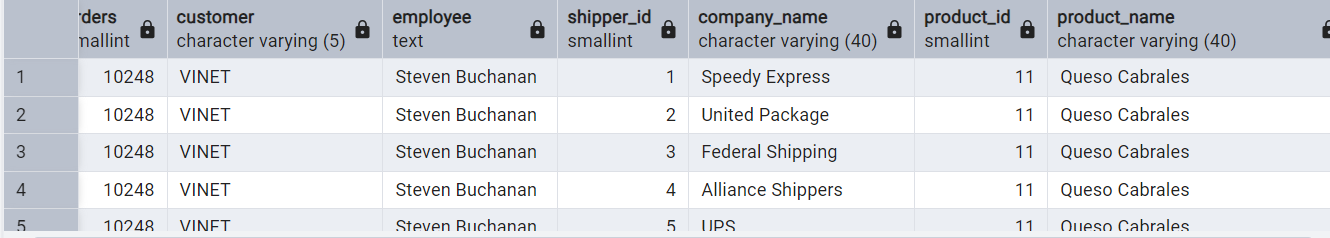 rders customer employee shipper_id company_name product_id product_name
mallint character varying (5) text smallint character varying (40) smallint character varying (40)
1 10248 VINET Steven Buchanan 1 Speedy Express 11 Queso Cabrales
2 10248 VINET Steven Buchanan 2 United Package 11 Queso Cabrales
3 10248 VINET Steven Buchanan 3 Federal Shipping 11 Queso Cabrales
4 10248 VINET Steven Buchanan 4 Alliance Shippers 11 Queso Cabrales
5 10248 VINET Steven Buchanan 5 UPS 11 Queso Cabrales